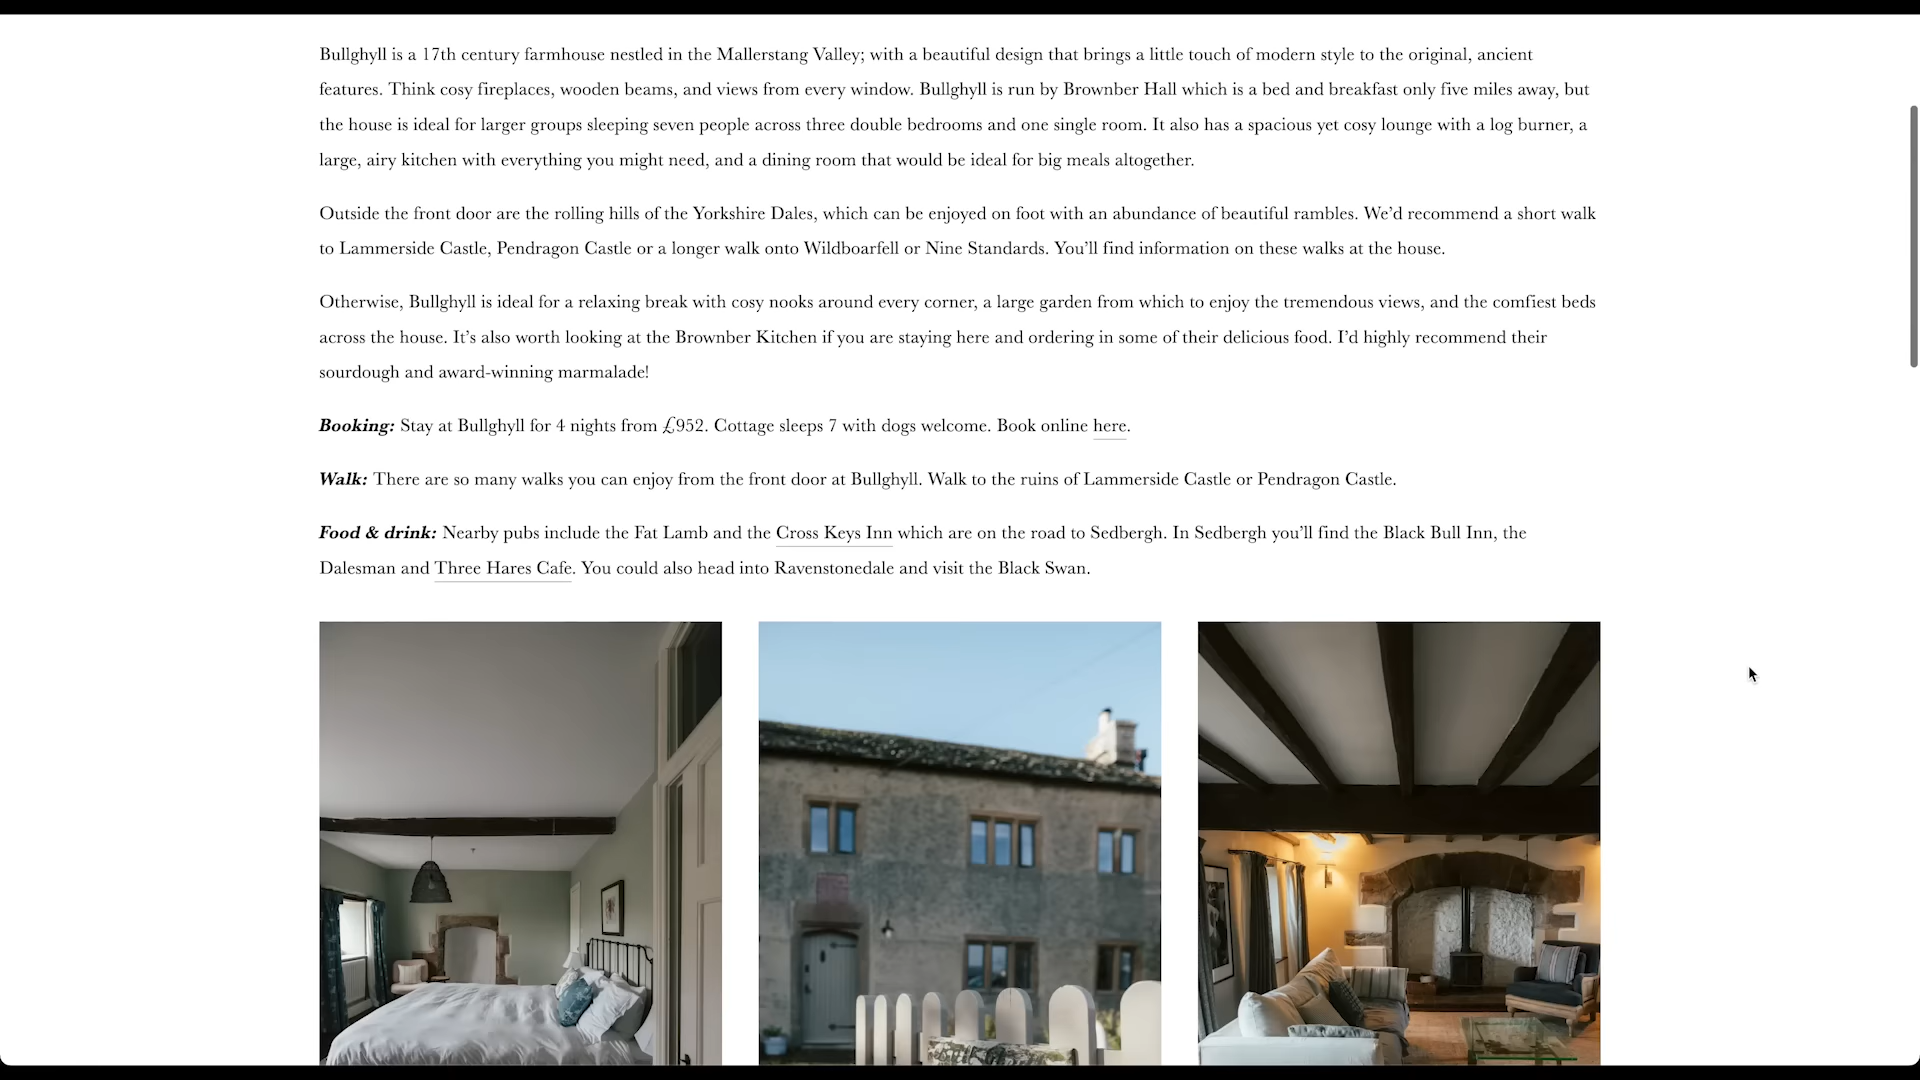 Bullghyll is a 17th century farmhouse nestled in the Mallerstang Valley; with a beautiful design that brings a little touch of modern style to the original, ancient
features. Think cosy fireplaces, wooden beams, and views from every window. Bullghyll is run by Brownber Hall which is a bed and breakfast only five miles away, but
the house is ideal for larger groups sleeping seven people across three double bedrooms and one single room. It also has a spacious yet cosy lounge with a log burner, a
large, airy kitchen with everything you might need, and a dining room that would be ideal for big meals altogether.
Outside the front door are the rolling hills of the Yorkshire Dales, which can be enjoyed on foot with an abundance of beautiful rambles. We’d recommend a short walk
to Lammerside Castle, Pendragon Castle or a longer walk onto Wildboarfell or Nine Standards. You’ll find information on these walks at the house.
Otherwise, Bullghyll is ideal for a relaxing break with cosy nooks around every corner, a large garden from which to enjoy the tremendous views, and the comfiest beds
across the house. It’s also worth looking at the Brownber Kitchen if you are staying here and ordering in some of their delicious food. I’d highly recommend their
sourdough and award-winning marmalade!
Booking: Stay at Bullghyll for 4 nights from £952. Cottage sleeps 7 with dogs welcome. Book online here.
Walk: There are so many walks you can enjoy from the front door at Bullghyll. Walk to the ruins of Lammerside Castle or Pendragon Castle.
Food & drink: Nearby pubs include the Fat Lamb and the Cross Keys Inn which are on the road to Sedbergh. In Sedbergh you’ll find the Black Bull Inn, the
Dalesman and Three Hares Cafe. You could also head into Ravenstonedale and visit the Black Swan.